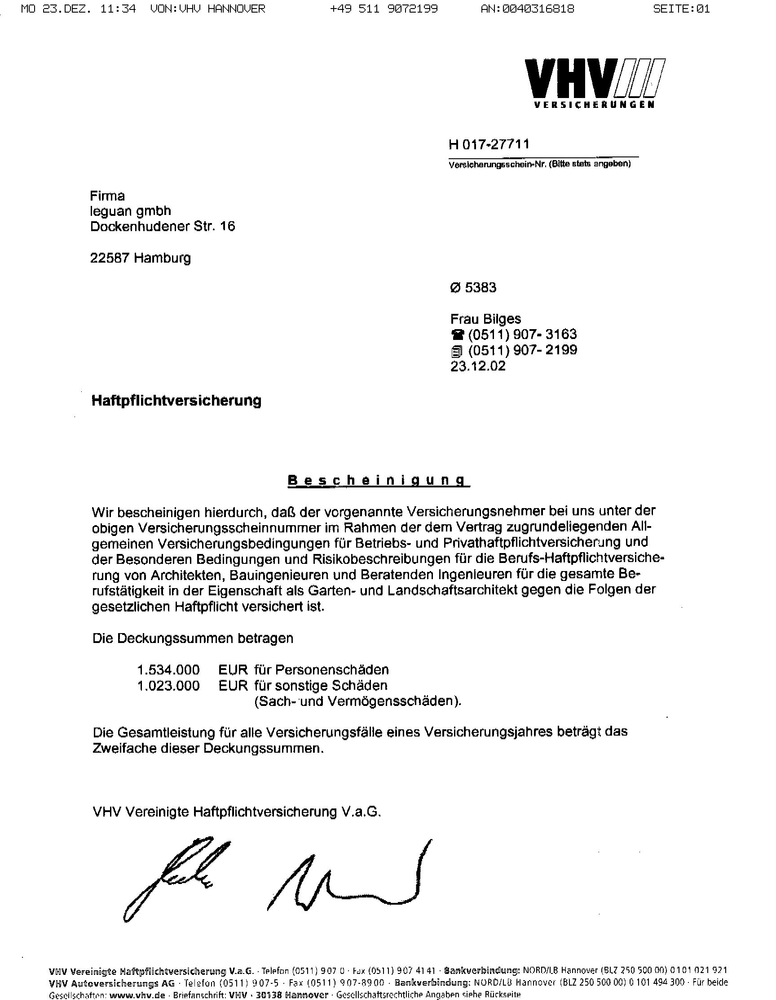 MO 23.DEZ. 11:34 VON:VHV HANNOVER +49 511 9072199 AN:0040316818 SEITE:01
VHV
VERSICHERUNGEN
H 017-27711
Versicherungsschein-Nr. (Bitte stets angeben)
Firma
leguan gmbh
Dockenhudener Str. 16
22587 Hamburg
Ø 5383
Frau Bilges
☎ (0511) 907- 3163
(0511) 907- 2199
23.12.02
Haftpflichtversicherung
Bescheinigung
Wir bescheinigen hierdurch, daß der vorgenannte Versicherungsnehmer bei uns unter der
obigen Versicherungsscheinnummer im Rahmen der dem Vertrag zugrundeliegenden All-
gemeinen Versicherungsbedingungen für Betriebs- und Privathaftpflichtversicherung und
der Besonderen Bedingungen und Risikobeschreibungen für die Berufs-Haftpflichtversiche-
rung von Architekten, Bauingenieuren und Beratenden Ingenieuren für die gesamte Be-
rufstätigkeit in der Eigenschaft als Garten- und Landschaftsarchitekt gegen die Folgen der
gesetzlichen Haftpflicht versichert ist.
Die Deckungssummen betragen
1.534.000 EUR für Personenschäden
1.023.000 EUR für sonstige Schäden
(Sach- und Vermögensschäden).
Die Gesamtleistung für alle Versicherungsfälle eines Versicherungsjahres beträgt das
Zweifache dieser Deckungssummen.
VHV Vereinigte Haftpflichtversicherung V.a.G.
VHV Vereinigte Haftpflichtversicherung V.a.G. · Telefon (0511) 907 0 · Fax (0511) 907 41 41 · Bankverbindung: NORD/LB Hannover (BLZ 250 500 00) 0 101 021 921
VHV Autoversicherungs AG · Telefon (0511) 907-5 · Fax (0511) 907-89 00 · Bankverbindung: NORD/LB Hannover (BLZ 250 500 00) 0 101 494 300 · Für beide
Gesellschaften: www.vhv.de · Briefanschrift: VHV · 30138 Hannover · Gesellschaftsrechtliche Angaben siehe Rückseite